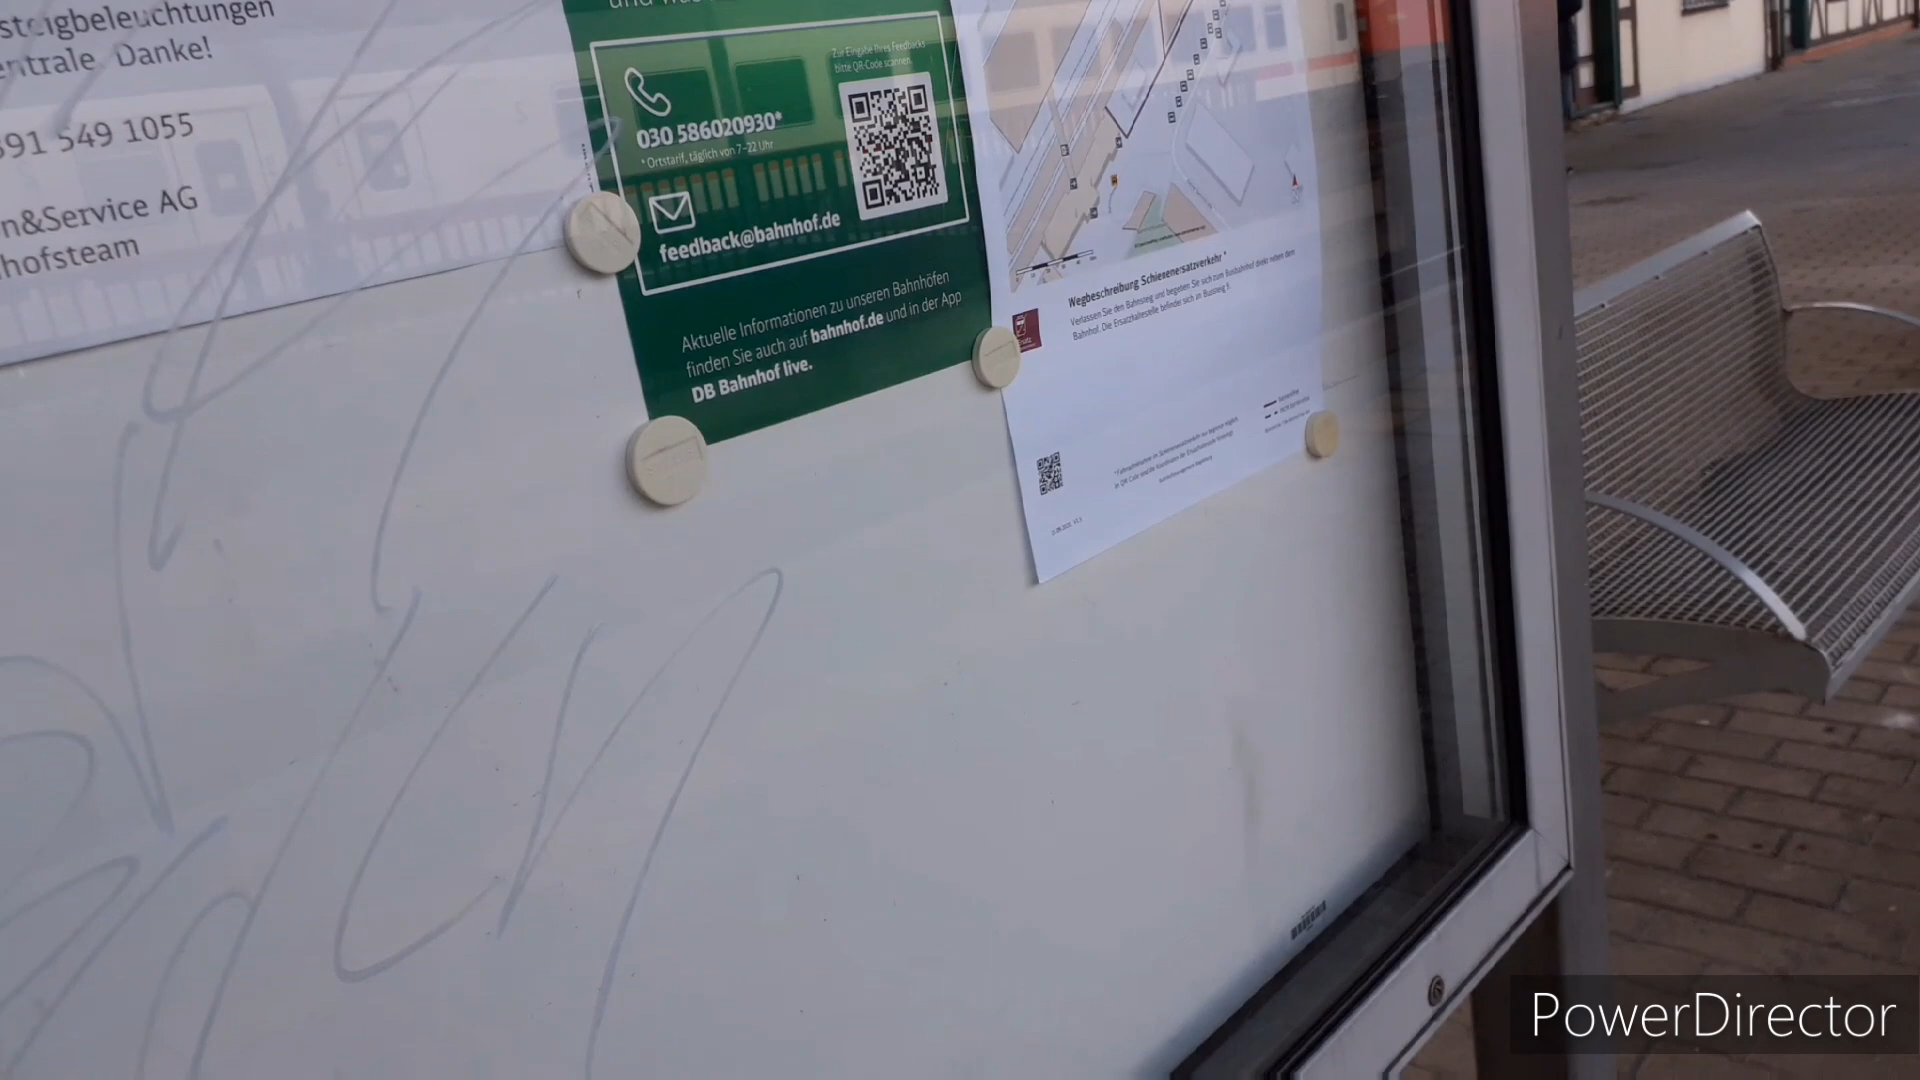 steigbeleuchtungen
entrale. Danke!
391 549 1055
n&Service AG
hofsteam
Zur Eingabe Ihres Feedbacks
bitte QR-Code scannen.
030 586020930*
*Ortstarif, täglich von 7–22 Uhr
feedback@bahnhof.de
Aktuelle Informationen zu unseren Bahnhöfen
finden Sie auch auf bahnhof.de und in der App
DB Bahnhof live.
Wegbeschreibung Schienenersatzverkehr *
Verlassen Sie den Bahnsteig und begeben Sie sich zum Busbahnhof direkt neben dem
Bahnhof. Die Ersatzhaltestelle befindet sich an Bussteig 9.
PowerDirector